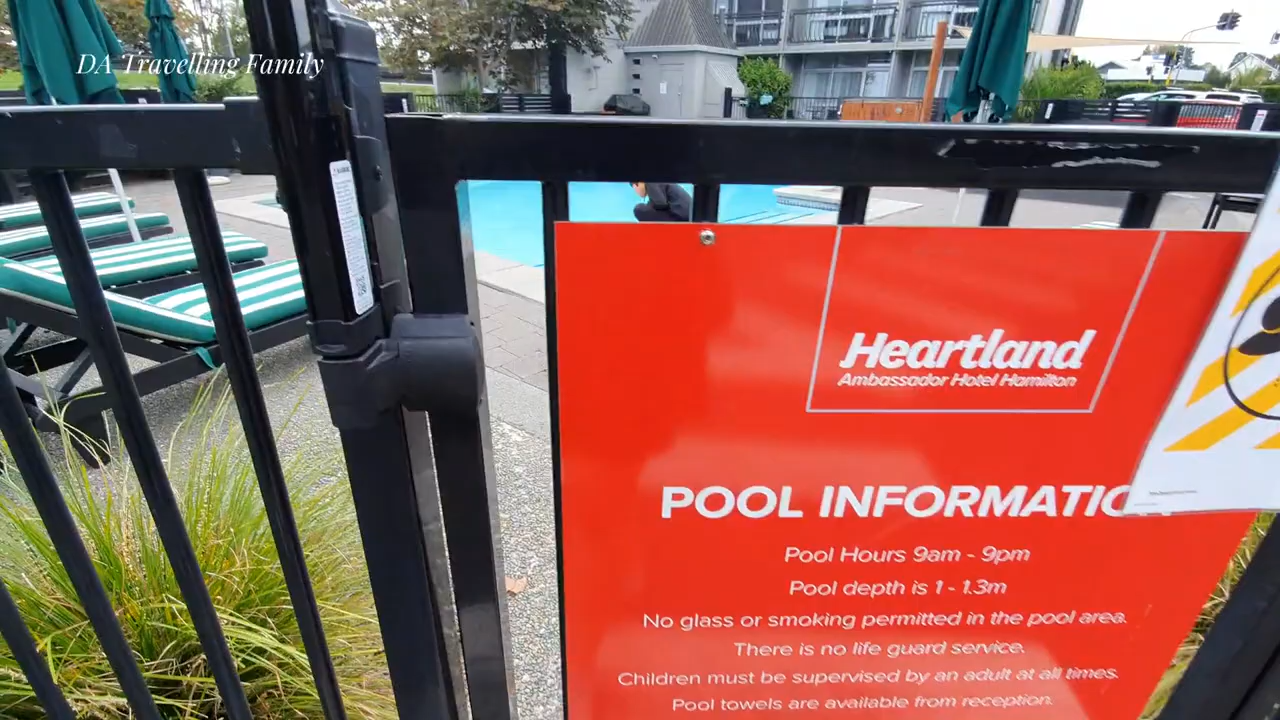 DA Travelling Family
Heartland
Ambassador Hotel Hamilton
POOL INFORMATIO
Pool Hours 9am - 9pm
Pool depth is 1 - 1.3m
No glass or smoking permitted in the pool area.
There is no life guard service.
Children must be supervised by an adult at all times.
Pool towels are available from reception.